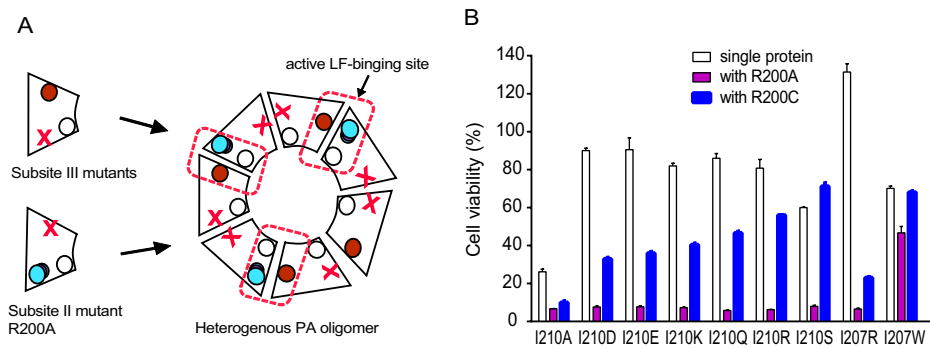 A
active LF-binging site
Subsite III mutants
Subsite II mutant
R200A
Heterogenous PA oligomer
B
single protein
with R200A
with R200C
Cell viability (%)
140
120
100
80
60
40
20
0
I210A I210D I210E I210K I210Q I210R I210S I207R I207W